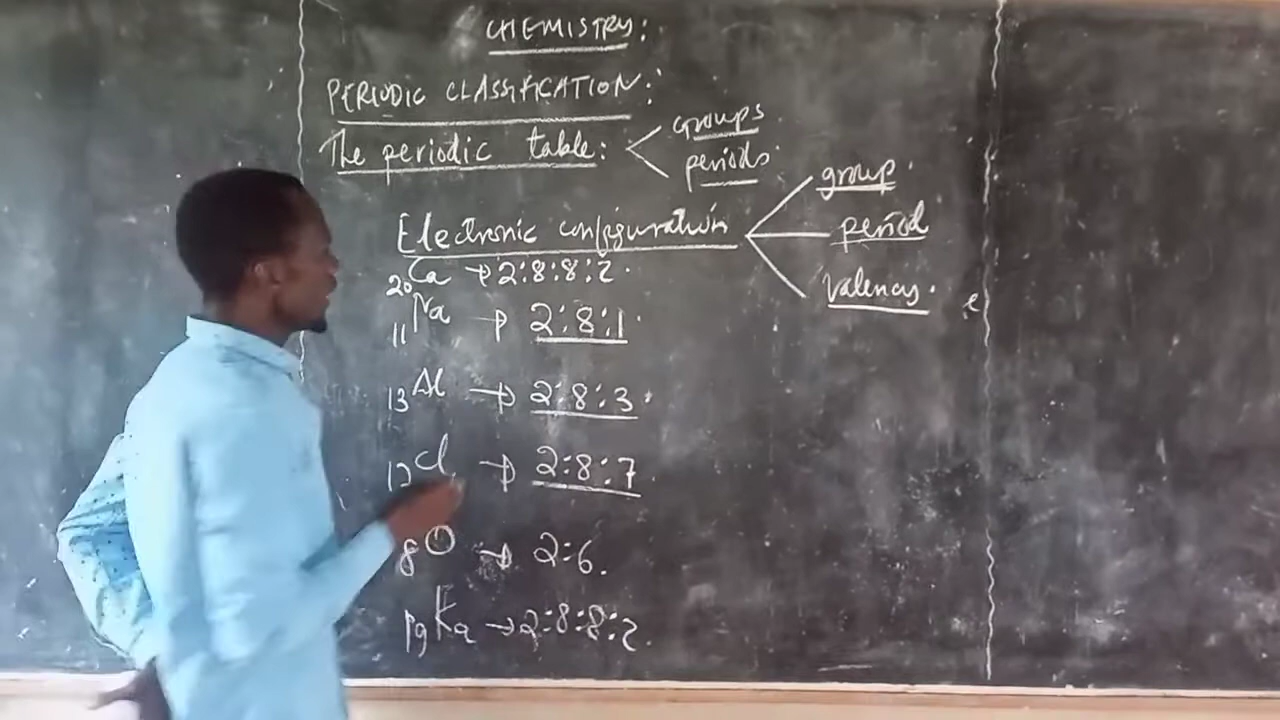 CHEMISTRY:
PERIODIC CLASSIFICATION:
The periodic table: groups
periods
Electronic configuration group
period
valency. e
20Ca → 2:8:8:2.
11Na → 2:8:1.
13Al → 2:8:3.
17Cl → 2:8:7
8O → 2:6.
19Ka → 2:8:8:2.